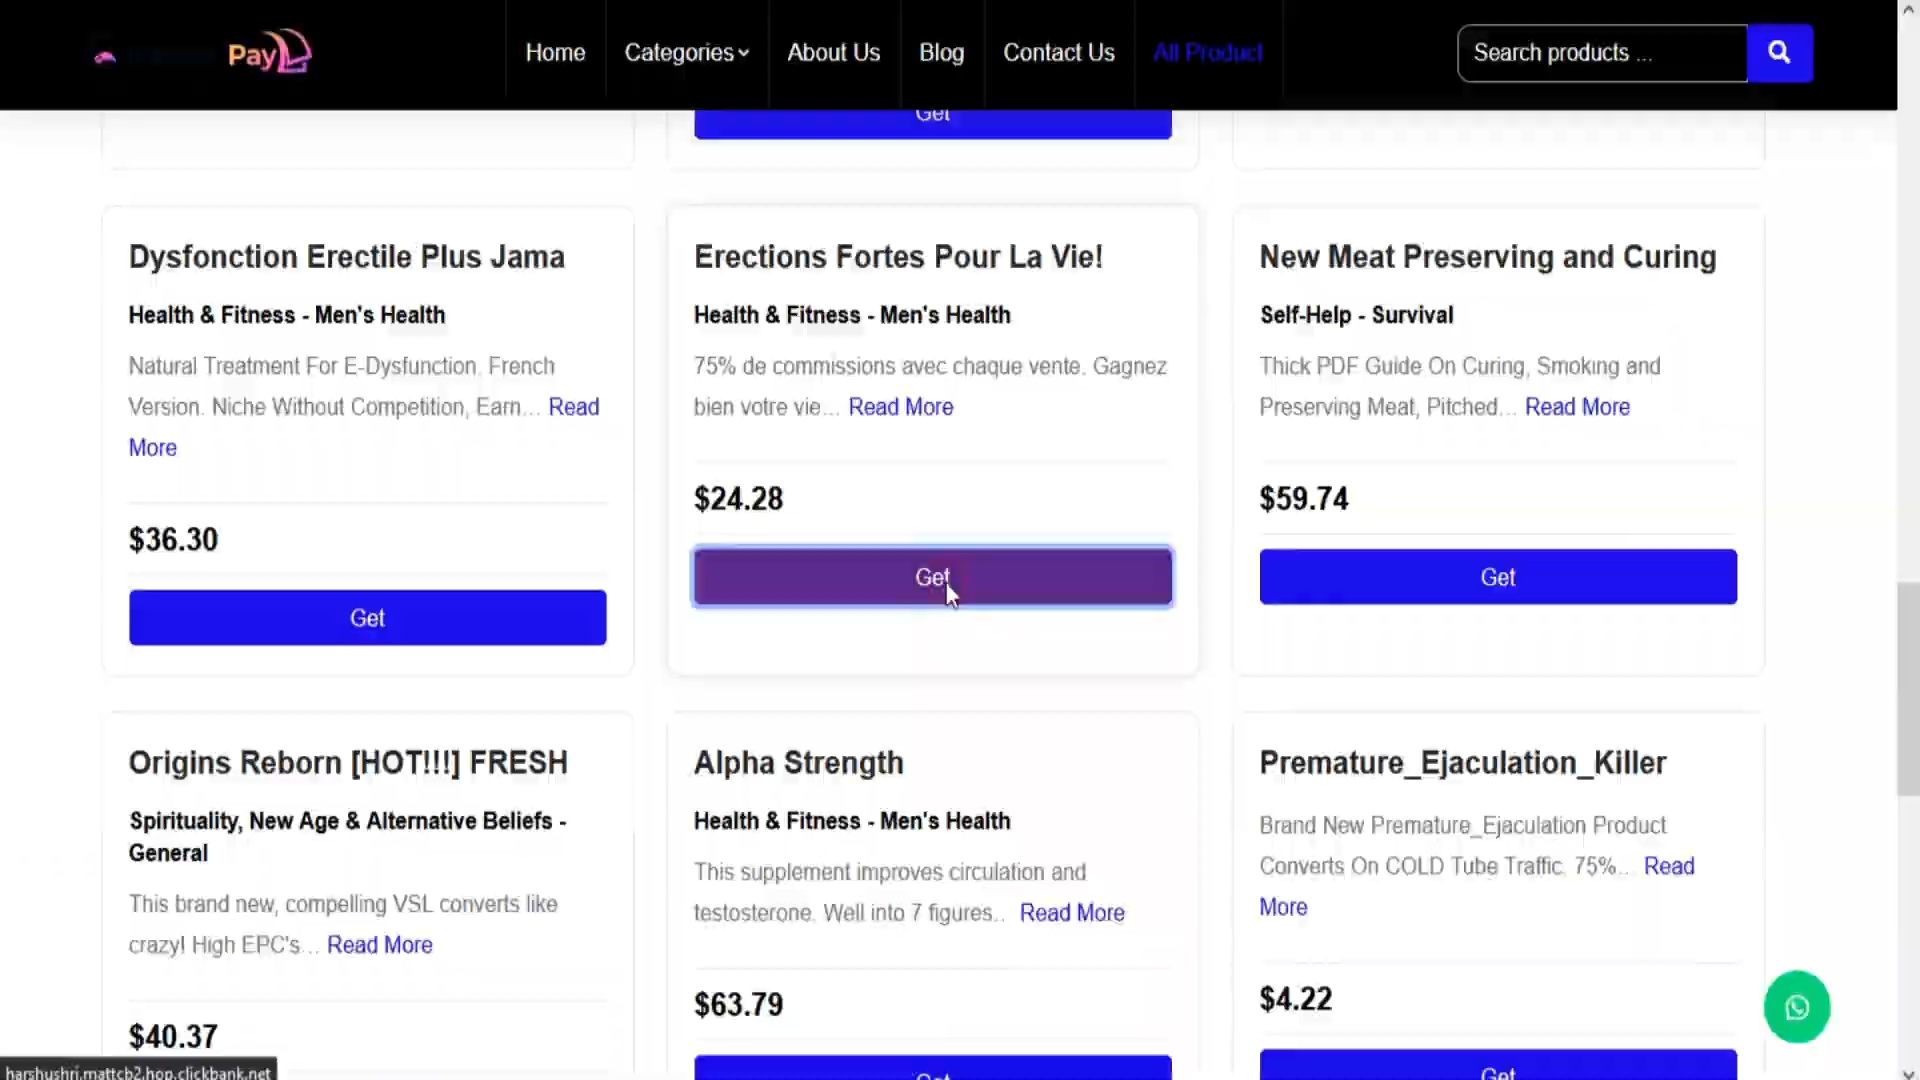 Pay
Home
Categories
About Us
Blog
Contact Us
All Product
Search products ...
Get
Dysfonction Erectile Plus Jama
Health & Fitness - Men's Health
Natural Treatment For E-Dysfunction. French
Version. Niche Without Competition, Earn... Read
More
$36.30
Get
Erections Fortes Pour La Vie!
Health & Fitness - Men's Health
75% de commissions avec chaque vente. Gagnez
bien votre vie... Read More
$24.28
Get
New Meat Preserving and Curing
Self-Help - Survival
Thick PDF Guide On Curing, Smoking and
Preserving Meat, Pitched... Read More
$59.74
Get
Origins Reborn [HOT!!!] FRESH
Spirituality, New Age & Alternative Beliefs -
General
This brand new, compelling VSL converts like
crazy! High EPC's... Read More
$40.37
Alpha Strength
Health & Fitness - Men's Health
This supplement improves circulation and
testosterone. Well into 7 figures.. Read More
$63.79
Get
Premature_Ejaculation_Killer
Brand New Premature_Ejaculation Product
Converts On COLD Tube Traffic. 75%... Read
More
$4.22
Get
harshushri.mattcb2.hop.clickbank.net